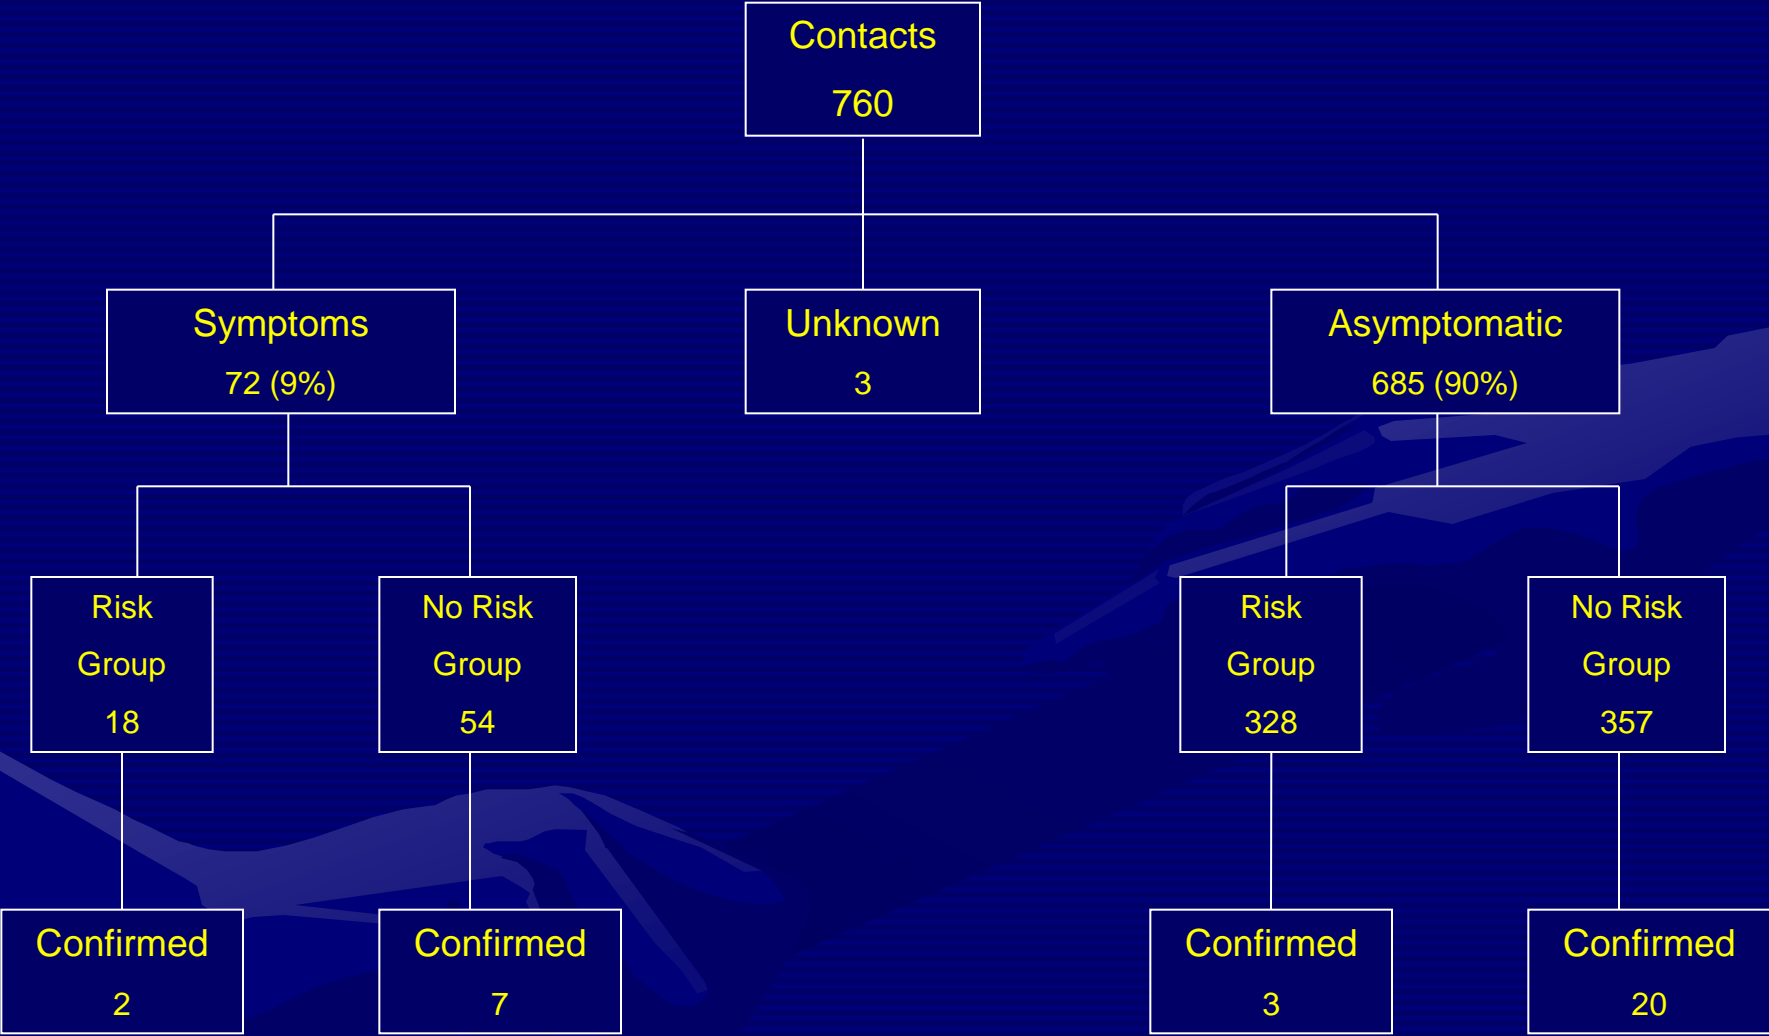 Contacts
760
Symptoms
72 (9%)
Unknown
3
Asymptomatic
685 (90%)
Risk
Group
18
No Risk
Group
54
Risk
Group
328
No Risk
Group
357
Confirmed
2
Confirmed
7
Confirmed
3
Confirmed
20